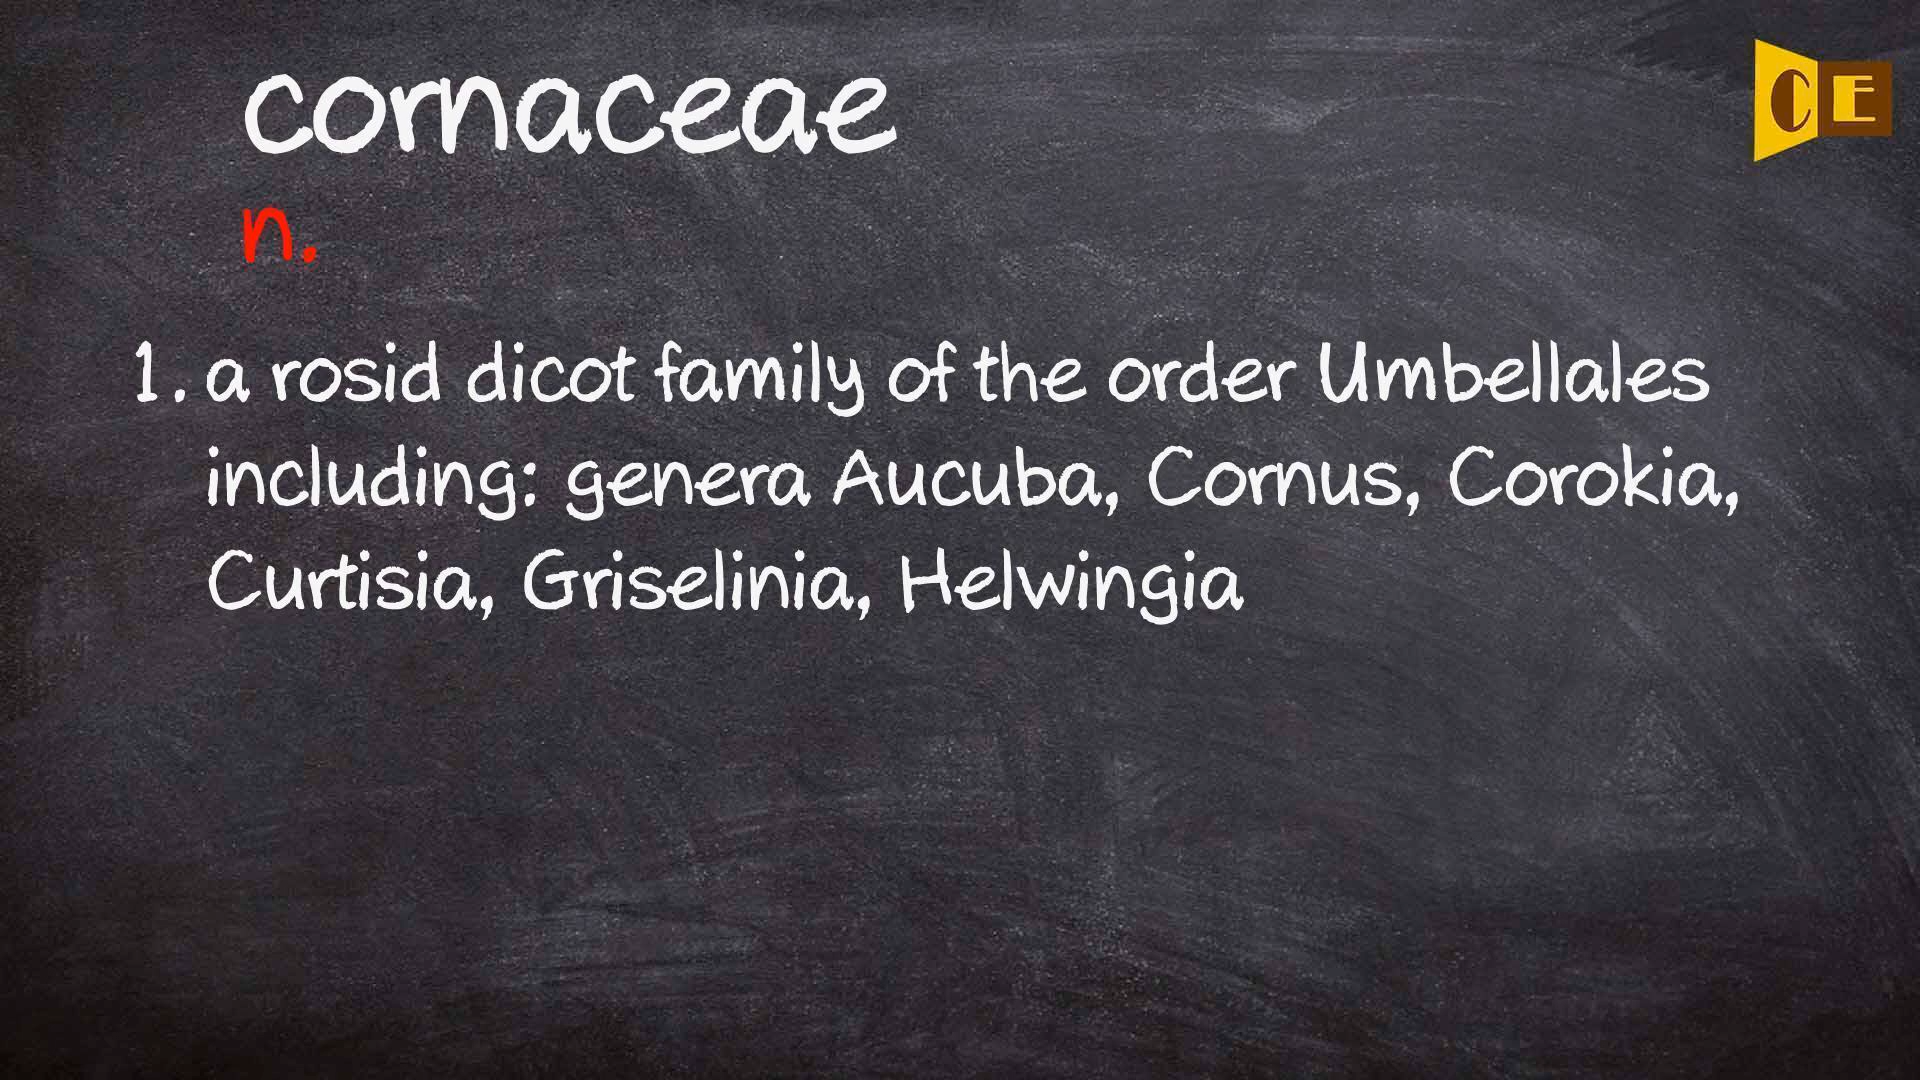 cornaceae
CE
n.
1. a rosid dicot family of the order Umbellales
including: genera Aucuba, Cornus, Corokia,
Curtisia, Griselinia, Helwingia